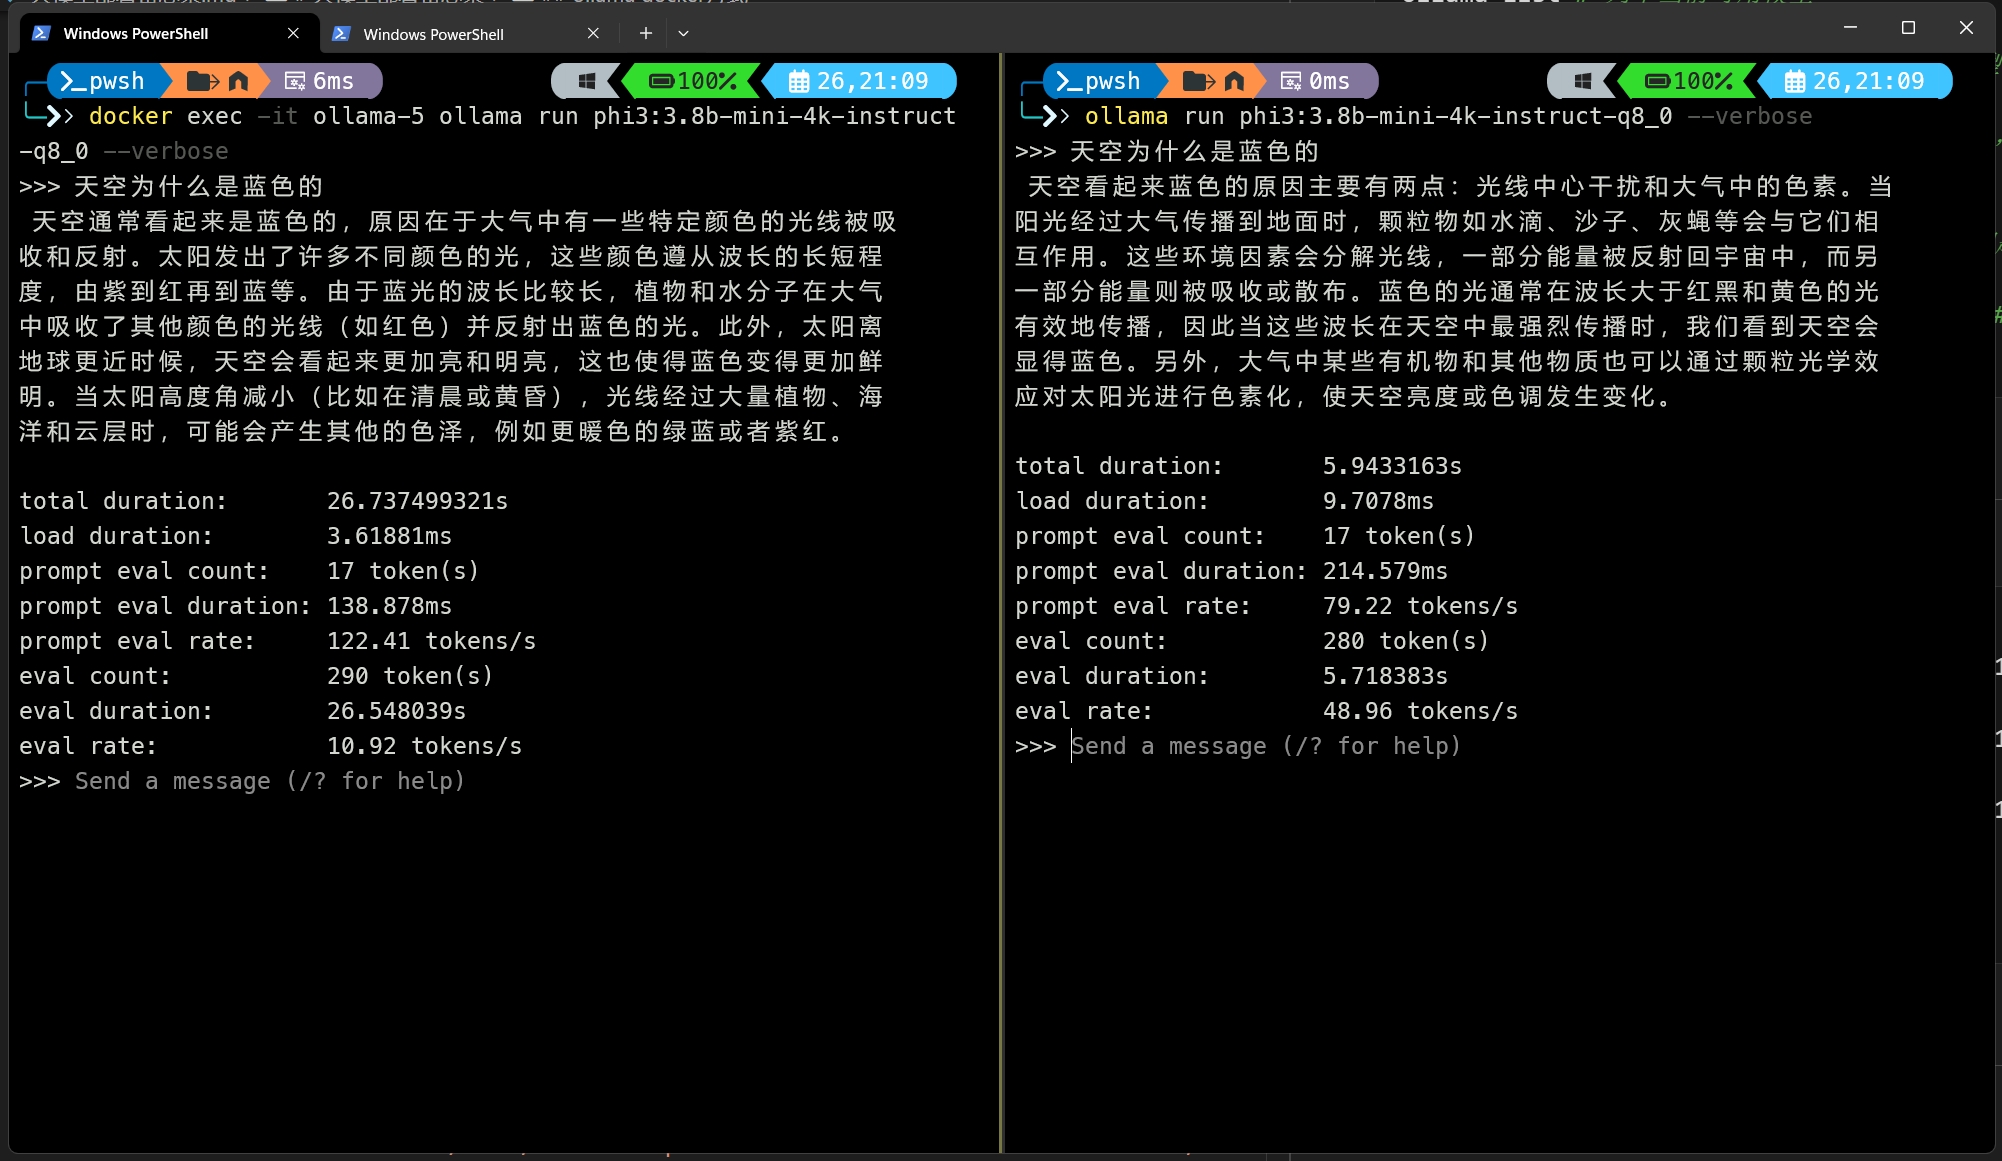 Windows PowerShell
Windows PowerShell
pwsh 6ms 100% 26,21:09
docker exec -it ollama-5 ollama run phi3:3.8b-mini-4k-instruct
-q8_0 --verbose
>>> 天空为什么是蓝色的
天空通常看起来是蓝色的，原因在于大气中有一些特定颜色的光线被吸
收和反射。太阳发出了许多不同颜色的光，这些颜色遵从波长的长短程
度，由紫到红再到蓝等。由于蓝光的波长比较长，植物和水分子在大气
中吸收了其他颜色的光线（如红色）并反射出蓝色的光。此外，太阳离
地球更近时候，天空会看起来更加亮和明亮，这也使得蓝色变得更加鲜
明。当太阳高度角减小（比如在清晨或黄昏），光线经过大量植物、海
洋和云层时，可能会产生其他的色泽，例如更暖色的绿蓝或者紫红。
total duration: 26.737499321s
load duration: 3.61881ms
prompt eval count: 17 token(s)
prompt eval duration: 138.878ms
prompt eval rate: 122.41 tokens/s
eval count: 290 token(s)
eval duration: 26.548039s
eval rate: 10.92 tokens/s
>>> Send a message (/? for help)
pwsh 0ms 100% 26,21:09
ollama run phi3:3.8b-mini-4k-instruct-q8_0 --verbose
>>> 天空为什么是蓝色的
天空看起来蓝色的原因主要有两点：光线中心干扰和大气中的色素。当
阳光经过大气传播到地面时，颗粒物如水滴、沙子、灰蝇等会与它们相
互作用。这些环境因素会分解光线，一部分能量被反射回宇宙中，而另
一部分能量则被吸收或散布。蓝色的光通常在波长大于红黑和黄色的光
有效地传播，因此当这些波长在天空中最强烈传播时，我们看到天空会
显得蓝色。另外，大气中某些有机物和其他物质也可以通过颗粒光学效
应对太阳光进行色素化，使天空亮度或色调发生变化。
total duration: 5.9433163s
load duration: 9.7078ms
prompt eval count: 17 token(s)
prompt eval duration: 214.579ms
prompt eval rate: 79.22 tokens/s
eval count: 280 token(s)
eval duration: 5.718383s
eval rate: 48.96 tokens/s
>>> Send a message (/? for help)